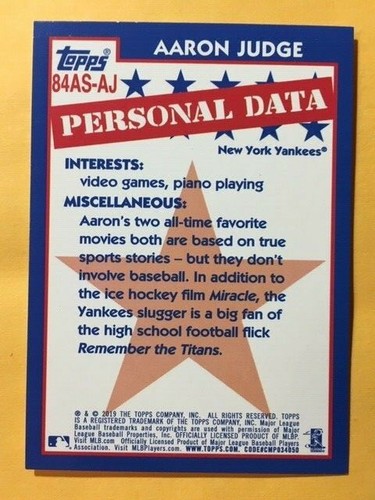 Topps
AARON JUDGE
84AS-AJ
PERSONAL DATA
New York Yankees®
INTERESTS:
video games, piano playing
MISCELLANEOUS:
Aaron's two all-time favorite
movies both are based on true
sports stories – but they don't
involve baseball. In addition to
the ice hockey film Miracle, the
Yankees slugger is a big fan of
the high school football flick
Remember the Titans.
® & © 2019 THE TOPPS COMPANY, INC. ALL RIGHTS RESERVED. TOPPS
IS A REGISTERED TRADEMARK OF THE TOPPS COMPANY, INC. Major League
Baseball trademarks and copyrights are used with permission of Major
League Baseball Properties, Inc. OFFICIALLY LICENSED PRODUCT OF MLBP.
Visit MLB.com Officially Licensed Product of Major League Baseball Players
Association. Visit MLBPlayers.com. WWW.TOPPS.COM. CODE#CMP034050